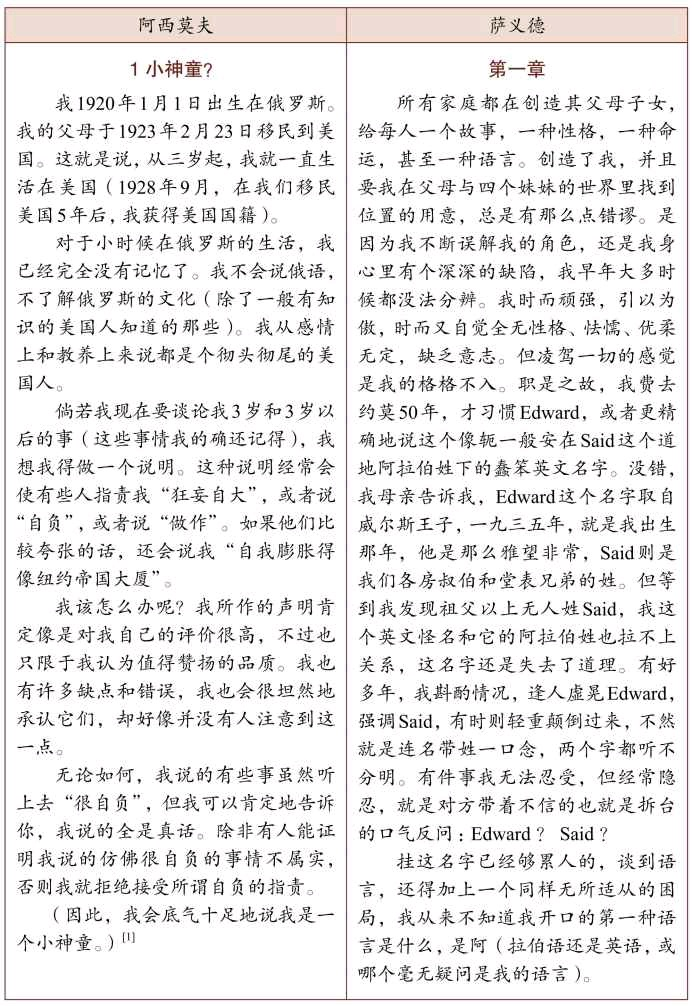 阿西莫夫
1 小神童？
我1920年1月1日出生在俄罗斯。
我的父母于1923年2月23日移民到美
国。这就是说，从三岁起，我就一直生
活在美国（1928年9月，在我们移民
美国5年后，我获得美国国籍）。
对于小时候在俄罗斯的生活，我
已经完全没有记忆了。我不会说俄语，
不了解俄罗斯的文化（除了一般有知
识的美国人知道的那些）。我从感情
上和教养上来说都是个彻头彻尾的美
国人。
倘若我现在要谈论我3岁和3岁以
后的事（这些事情我的确还记得），我
想我得做一个说明。这种说明经常会
使有些人指责我“狂妄自大”，或者说
“自负”，或者说“做作”。如果他们比
较夸张的话，还会说我“自我膨胀得
像纽约帝国大厦”。
我该怎么办呢？我所作的声明肯
定像是对我自己的评价很高，不过也
只限于我认为值得赞扬的品质。我也
有许多缺点和错误，我也会很坦然地
承认它们，却好像并没有人注意到这
一点。
无论如何，我说的有些事虽然听
上去“很自负”，但我可以肯定地告诉
你，我说的全是真话。除非有人能证
明我说的仿佛很自负的事情不属实，
否则我就拒绝接受所谓自负的指责。
（因此，我会底气十足地说我是一
个小神童。）[1]
萨义德
第一章
所有家庭都在创造其父母子女，
给每人一个故事，一种性格，一种命
运，甚至一种语言。创造了我，并且
要我在父母与四个妹妹的世界里找到
位置的用意，总是有那么点错谬。是
因为我不断误解我的角色，还是我身
心里有个深深的缺陷，我早年大多时
候都没法分辨。我时而顽强，引以为
傲，时而又自觉全无性格、怯懦、优柔
无定，缺乏意志。但凌驾一切的感觉
是我的格格不入。职是之故，我费去
约莫50年，才习惯Edward，或者更精
确地说这个像轭一般安在Said这个道
地阿拉伯姓下的蠢笨英文名字。没错，
我母亲告诉我，Edward这个名字取自
威尔斯王子，一九三五年，就是我出生
那年，他是那么雅望非常，Said则是
我们各房叔伯和堂表兄弟的姓。但等
到我发现祖父以上无人姓Said，我这
个英文怪名和它的阿拉伯姓也拉不上
关系，这名字还是失去了道理。有好
多年，我斟酌情况，逢人虚晃Edward，
强调Said，有时则轻重颠倒过来，不然
就是连名带姓一口念，两个字都听不
分明。有件事我无法忍受，但经常隐
忍，就是对方带着不信的也就是拆台
的口气反问：Edward？ Said？
挂这名字已经够累人的，谈到语
言，还得加上一个同样无所适从的困
局，我从来不知道我开口的第一种语
言是什么，是阿（拉伯语还是英语，或
哪个毫无疑问是我的语言）。